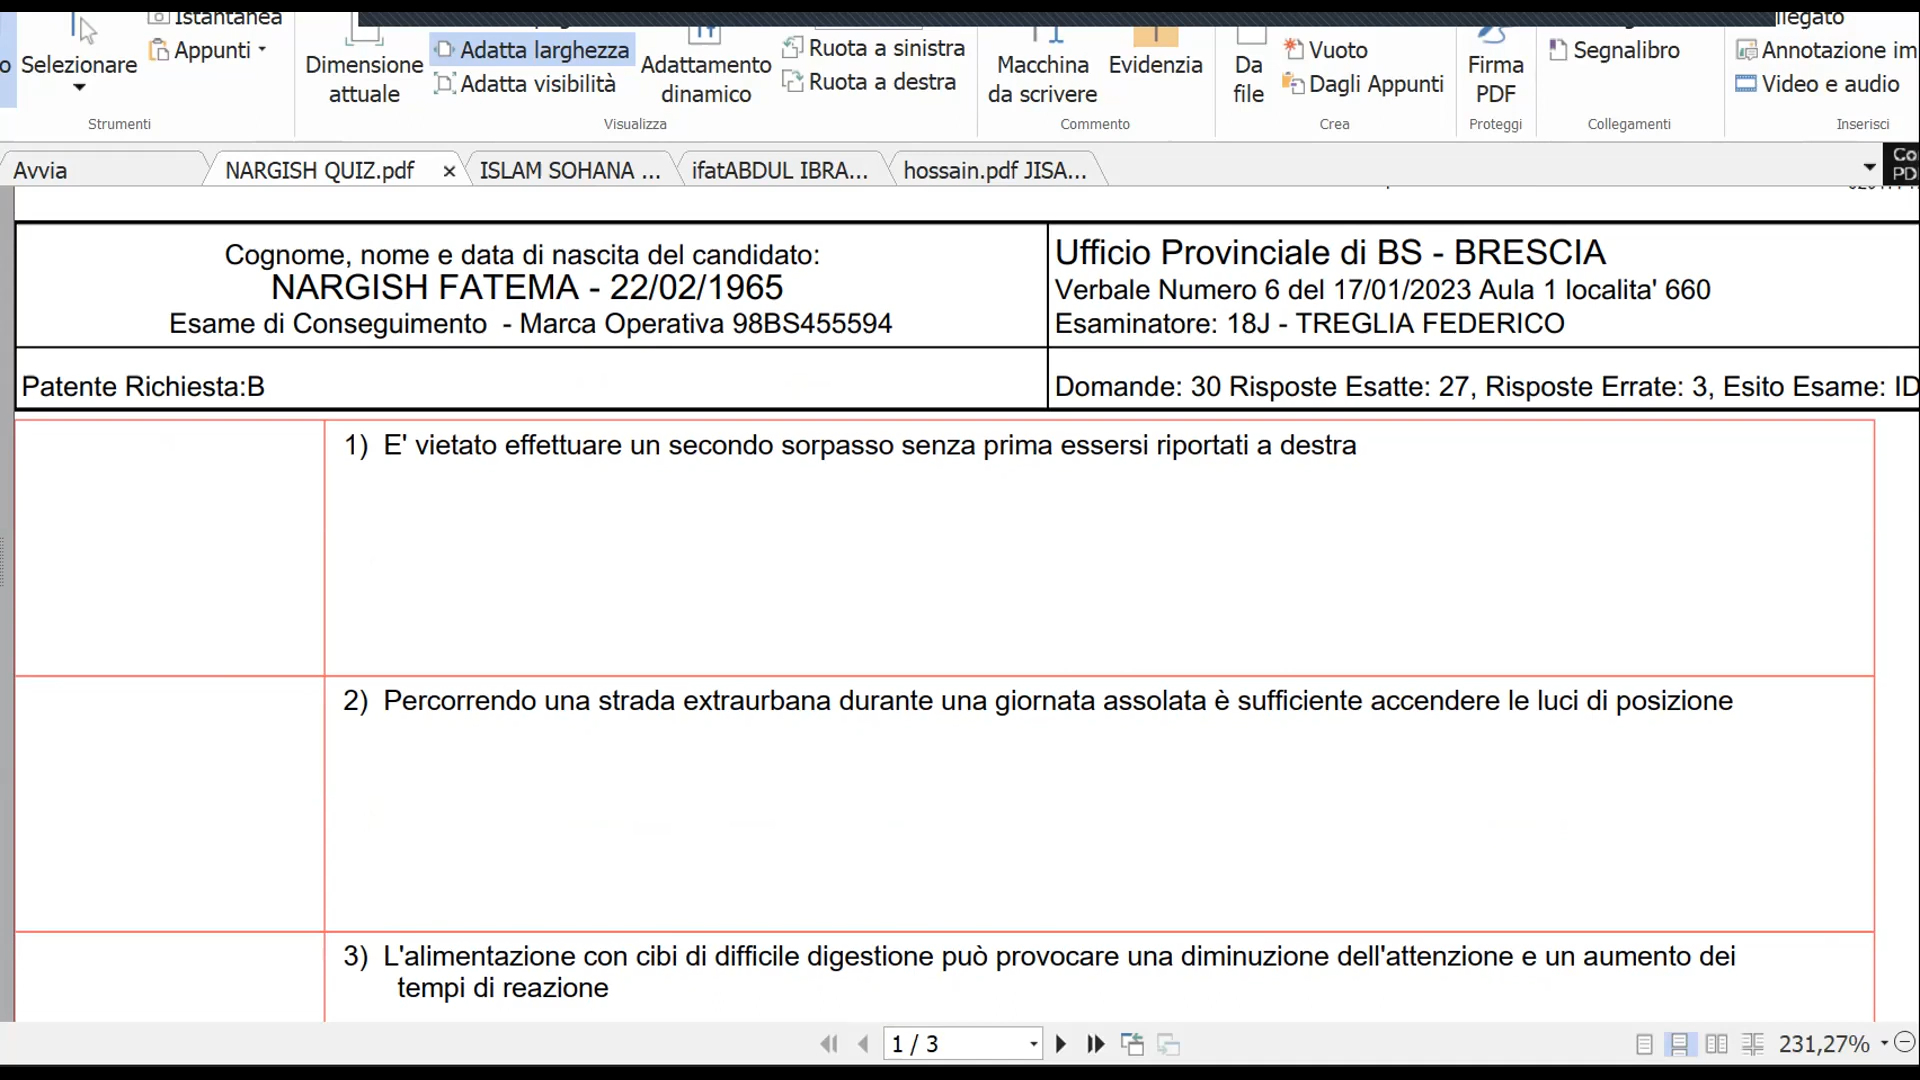 Istantanea
Selezionare
Appunti
Strumenti
Dimensione
attuale
Adatta larghezza
Adatta visibilità
Adattamento
dinamico
Ruota a sinistra
Ruota a destra
Visualizza
Macchina
da scrivere
Evidenzia
Commento
Da
file
Vuoto
Dagli Appunti
Crea
Firma
PDF
Proteggi
Segnalibro
Collegamenti
llegato
Annotazione im
Video e audio
Inserisci
Avvia
NARGISH QUIZ.pdf
ISLAM SOHANA ...
ifatABDUL IBRA...
hossain.pdf JISA...
Co
PD
Cognome, nome e data di nascita del candidato:
NARGISH FATEMA - 22/02/1965
Esame di Conseguimento - Marca Operativa 98BS455594
Ufficio Provinciale di BS - BRESCIA
Verbale Numero 6 del 17/01/2023 Aula 1 localita' 660
Esaminatore: 18J - TREGLIA FEDERICO
Patente Richiesta:B
Domande: 30 Risposte Esatte: 27, Risposte Errate: 3, Esito Esame: ID
1) E' vietato effettuare un secondo sorpasso senza prima essersi riportati a destra
2) Percorrendo una strada extraurbana durante una giornata assolata è sufficiente accendere le luci di posizione
3) L'alimentazione con cibi di difficile digestione può provocare una diminuzione dell'attenzione e un aumento dei
tempi di reazione
1 / 3
231,27%